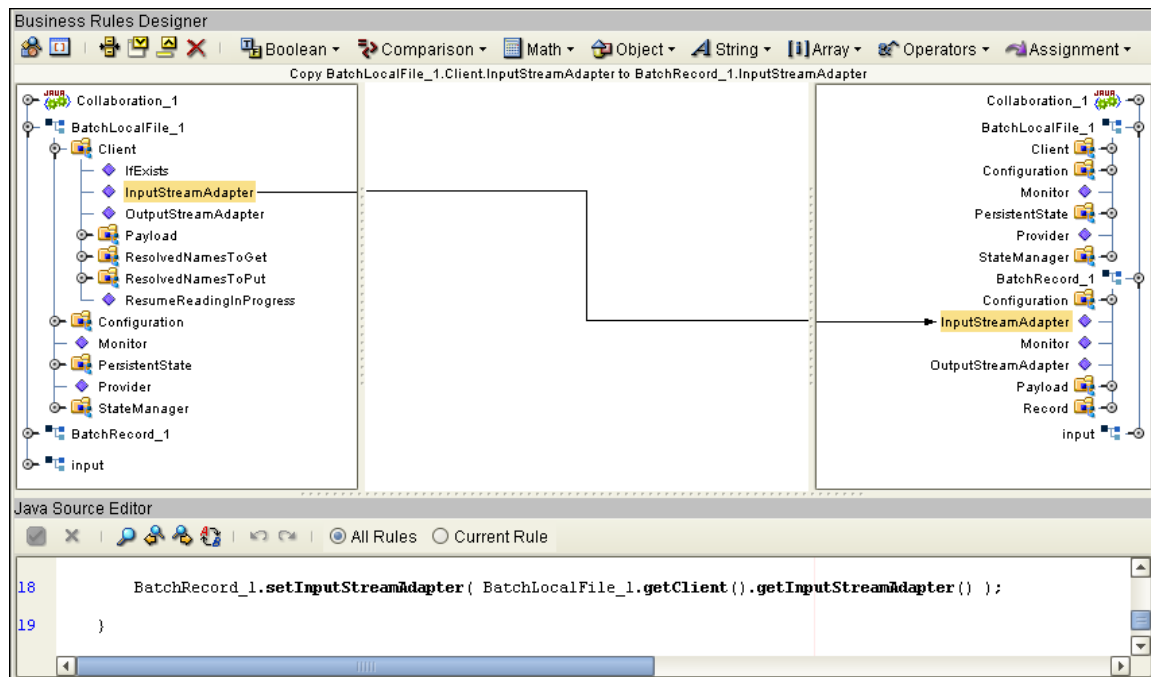 Business Rules Designer
Boolean Comparison Math Object String Array Operators Assignment
Copy BatchLocalFile_1.Client.InputStreamAdapter to BatchRecord_1.InputStreamAdapter
JAVA Collaboration_1
BatchLocalFile_1
Client
IfExists
InputStreamAdapter
OutputStreamAdapter
Payload
ResolvedNamesToGet
ResolvedNamesToPut
ResumeReadingInProgress
Configuration
Monitor
PersistentState
Provider
StateManager
BatchRecord_1
input
Collaboration_1 JAVA
BatchLocalFile_1
Client
Configuration
Monitor
PersistentState
Provider
StateManager
BatchRecord_1
Configuration
InputStreamAdapter
Monitor
OutputStreamAdapter
Payload
Record
input
Java Source Editor
All Rules Current Rule
18 BatchRecord_1.setInputStreamAdapter( BatchLocalFile_1.getClient().getInputStreamAdapter() );
19 }